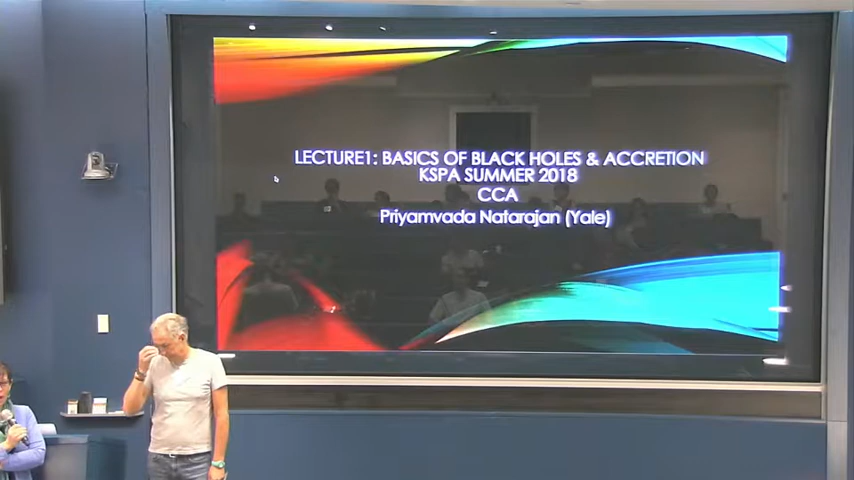 LECTURE1: BASICS OF BLACK HOLES & ACCRETION
KSPA SUMMER 2018
CCA
Priyamvada Natarajan (Yale)